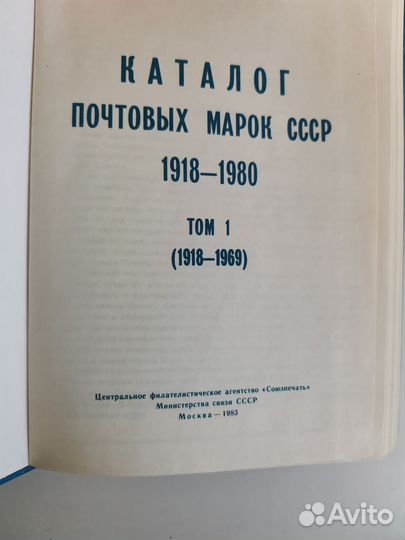 КАТАЛОГ
ПОЧТОВЫХ МАРОК СССР
1918—1980
ТОМ 1
(1918—1969)
Центральное филателистическое агентство «Союзпечать»
Министерства связи СССР
Москва — 1983
Avito